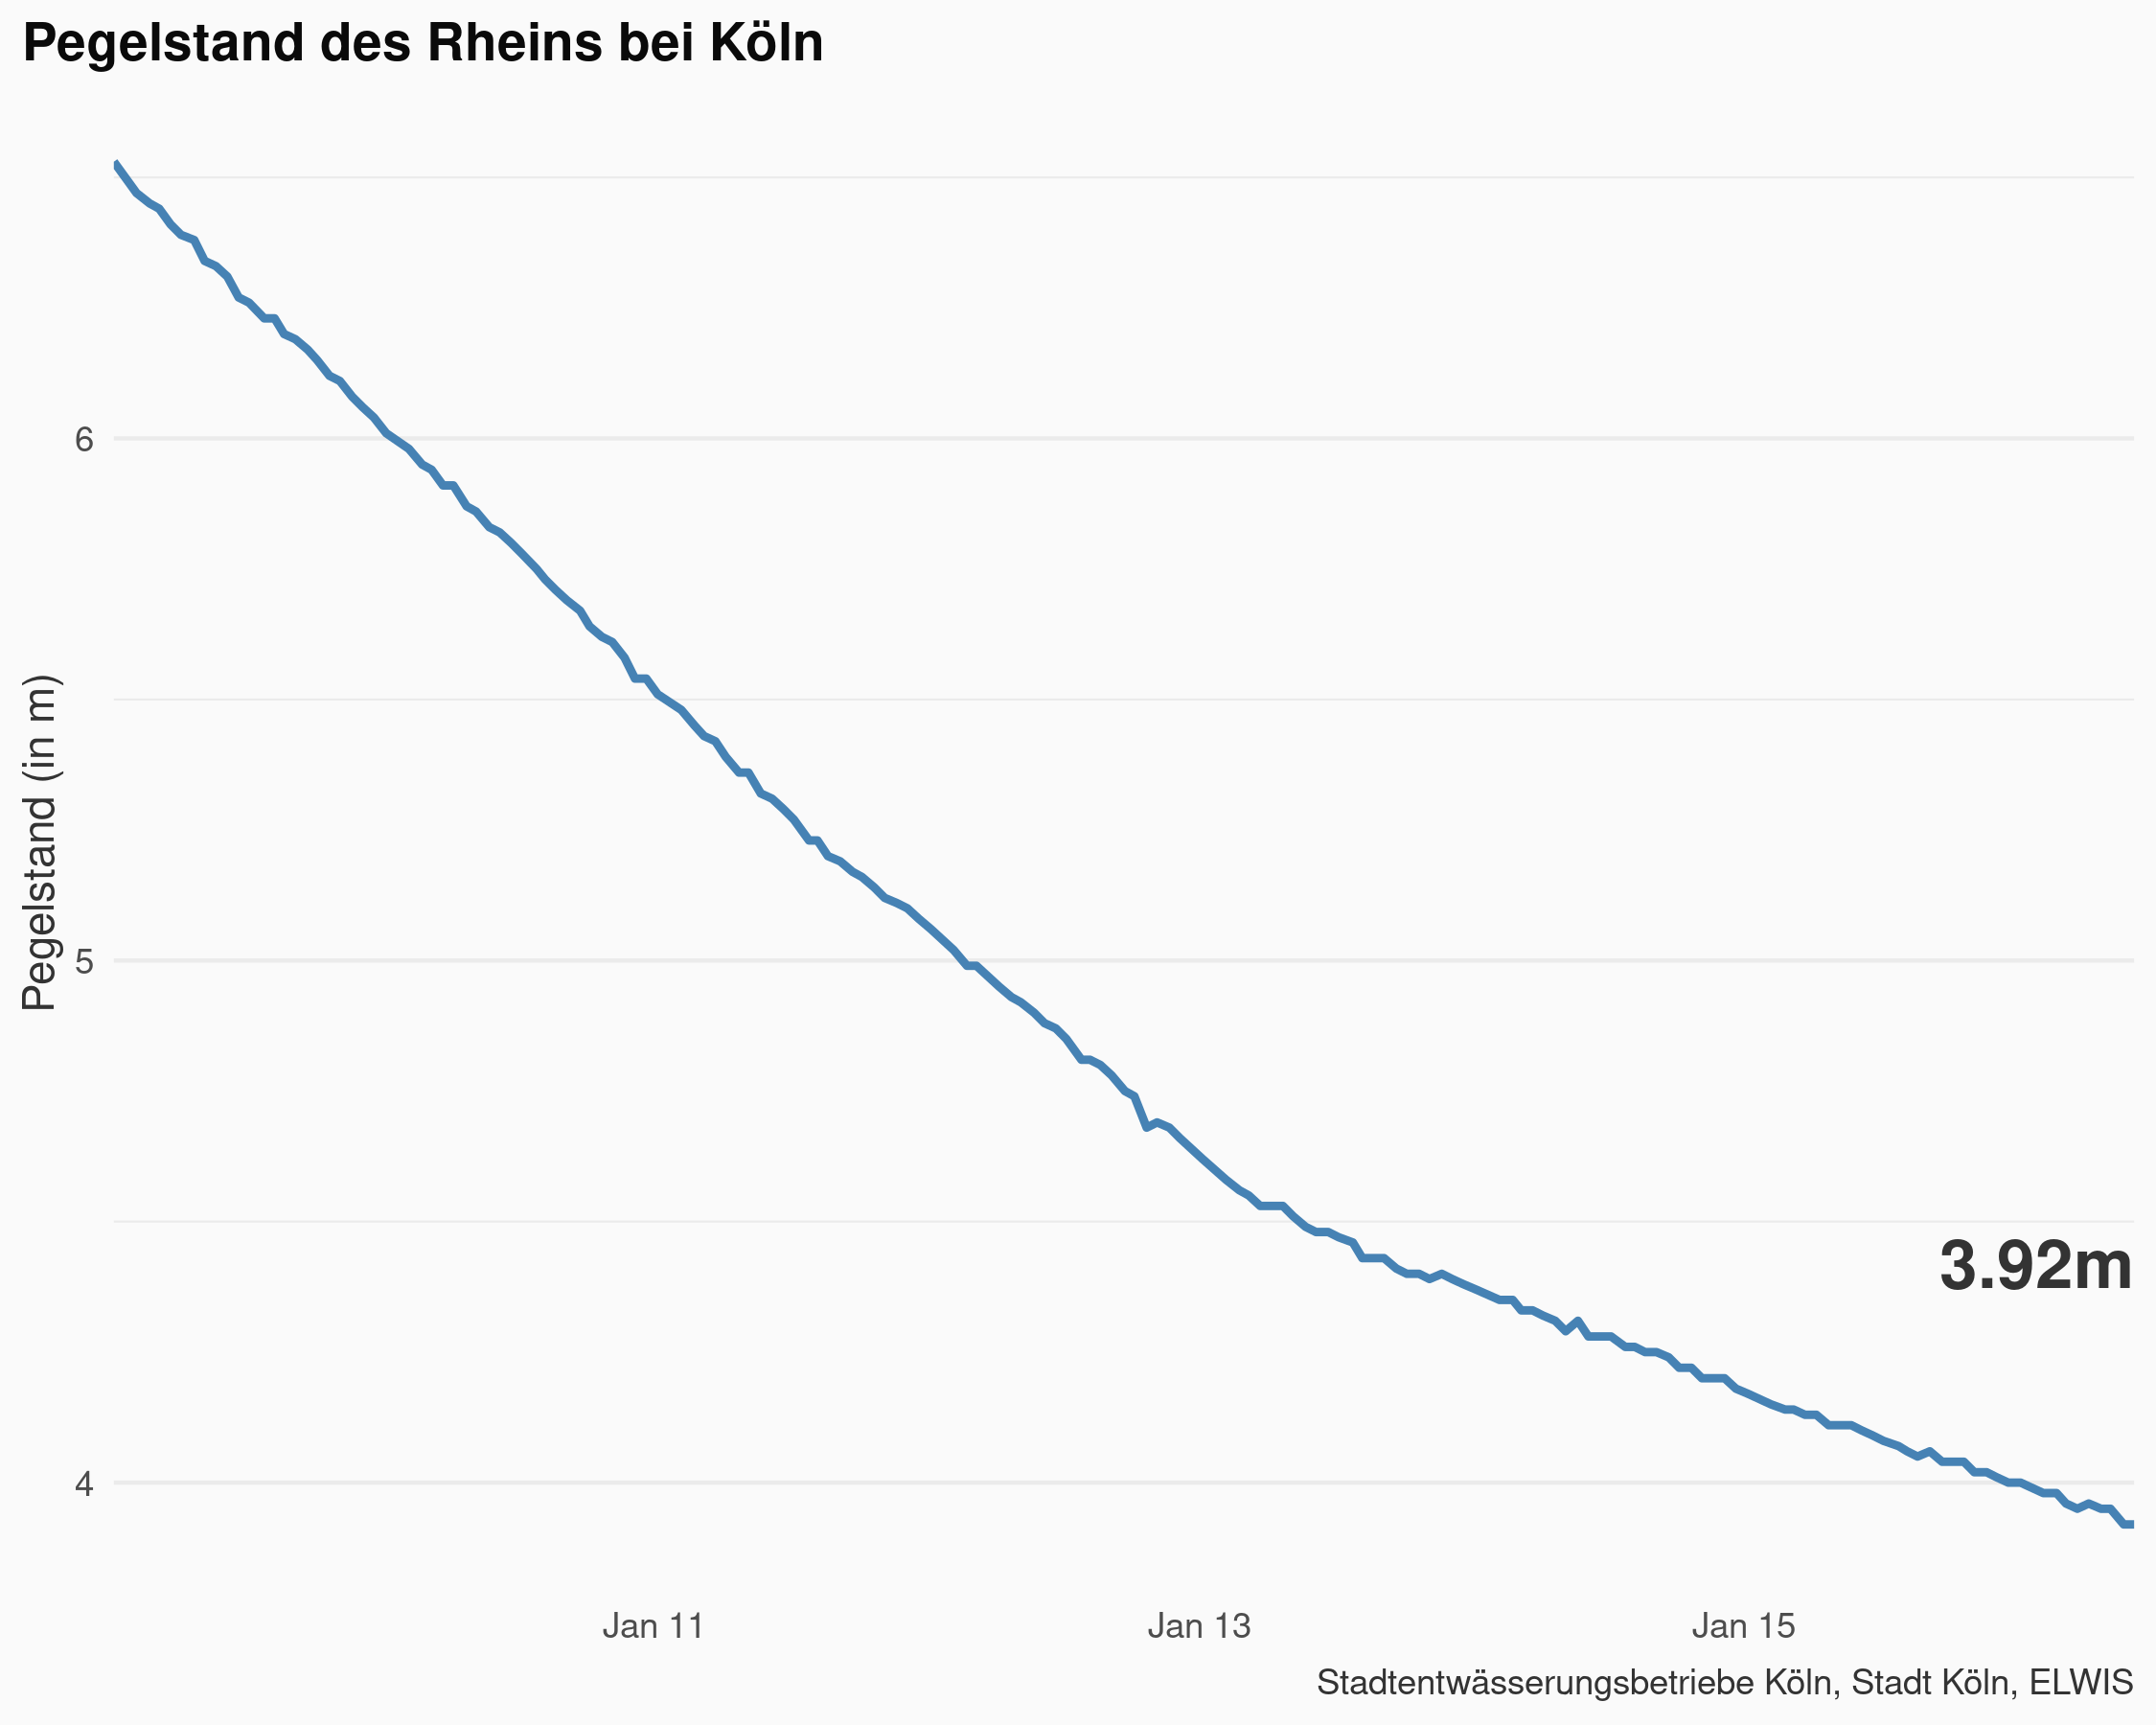 Pegelstand des Rheins bei Köln
Pegelstand (in m)
6
5
4
3.92m
Jan 11
Jan 13
Jan 15
Stadtentwässerungsbetriebe Köln, Stadt Köln, ELWIS